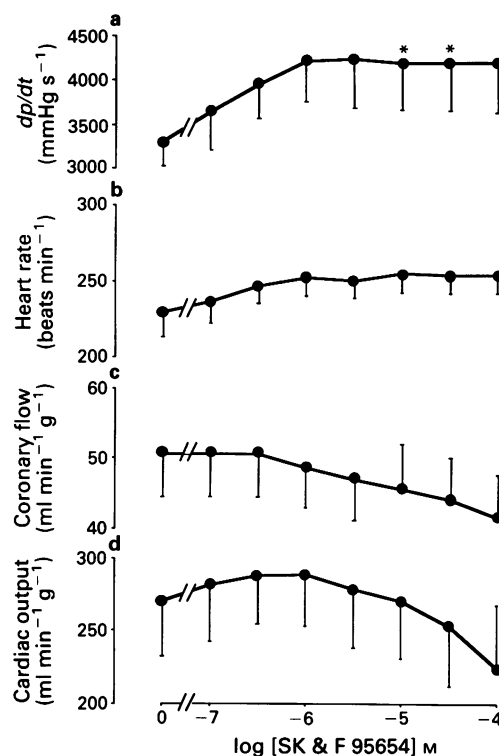 a
4500
4000
3500
3000
dp/dt
(mmHg s⁻¹)
* *
b
300
250
200
Heart rate
(beats min⁻¹)
c
60
50
40
Coronary flow
(ml min⁻¹ g⁻¹)
d
300
250
200
Cardiac output
(ml min⁻¹ g⁻¹)
0 −7 −6 −5 −4
log [SK & F 95654] M